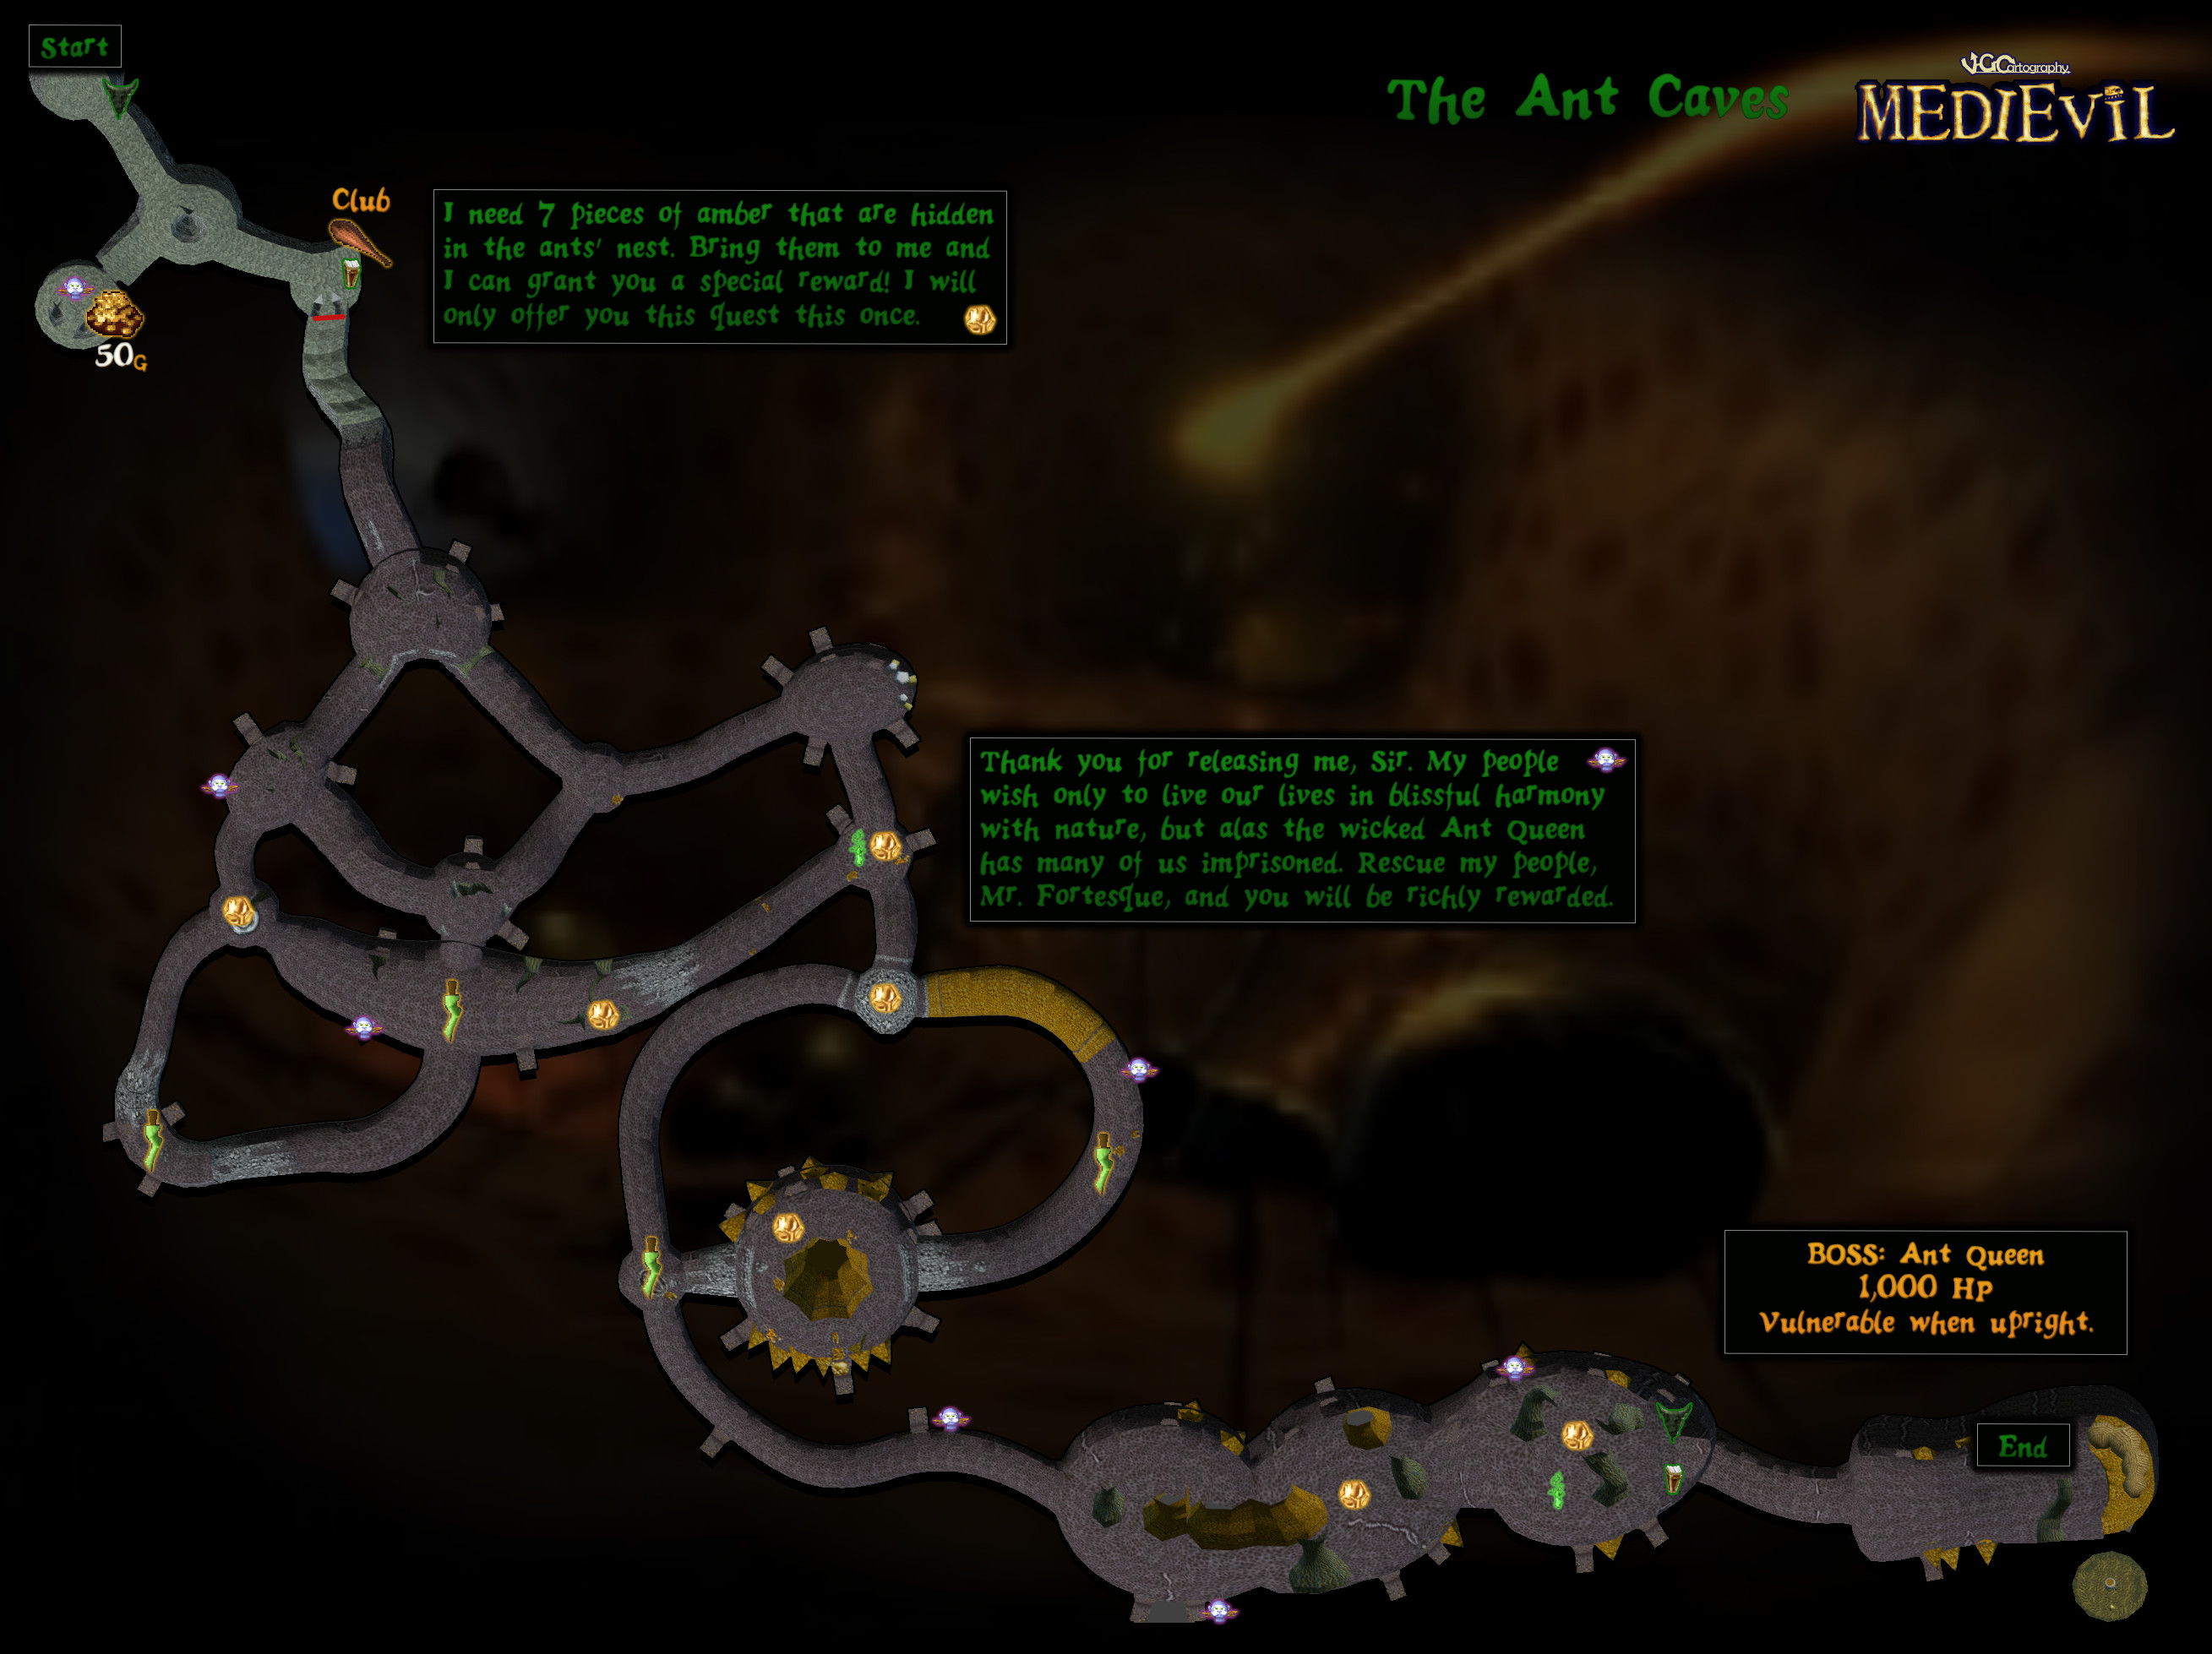 Start
The Ant Caves
VGCartography
MEDIEVIL
Club
I need 7 pieces of amber that are hidden
in the ants' nest. Bring them to me and
I can grant you a special reward! I will
only offer you this quest this once.
50G
Thank you for releasing me, Sir. My people
wish only to live our lives in blissful harmony
with nature, but alas the wicked Ant Queen
has many of us imprisoned. Rescue my people,
Mr. Fortesque, and you will be richly rewarded.
BOSS: Ant Queen
1,000 HP
Vulnerable when upright.
End